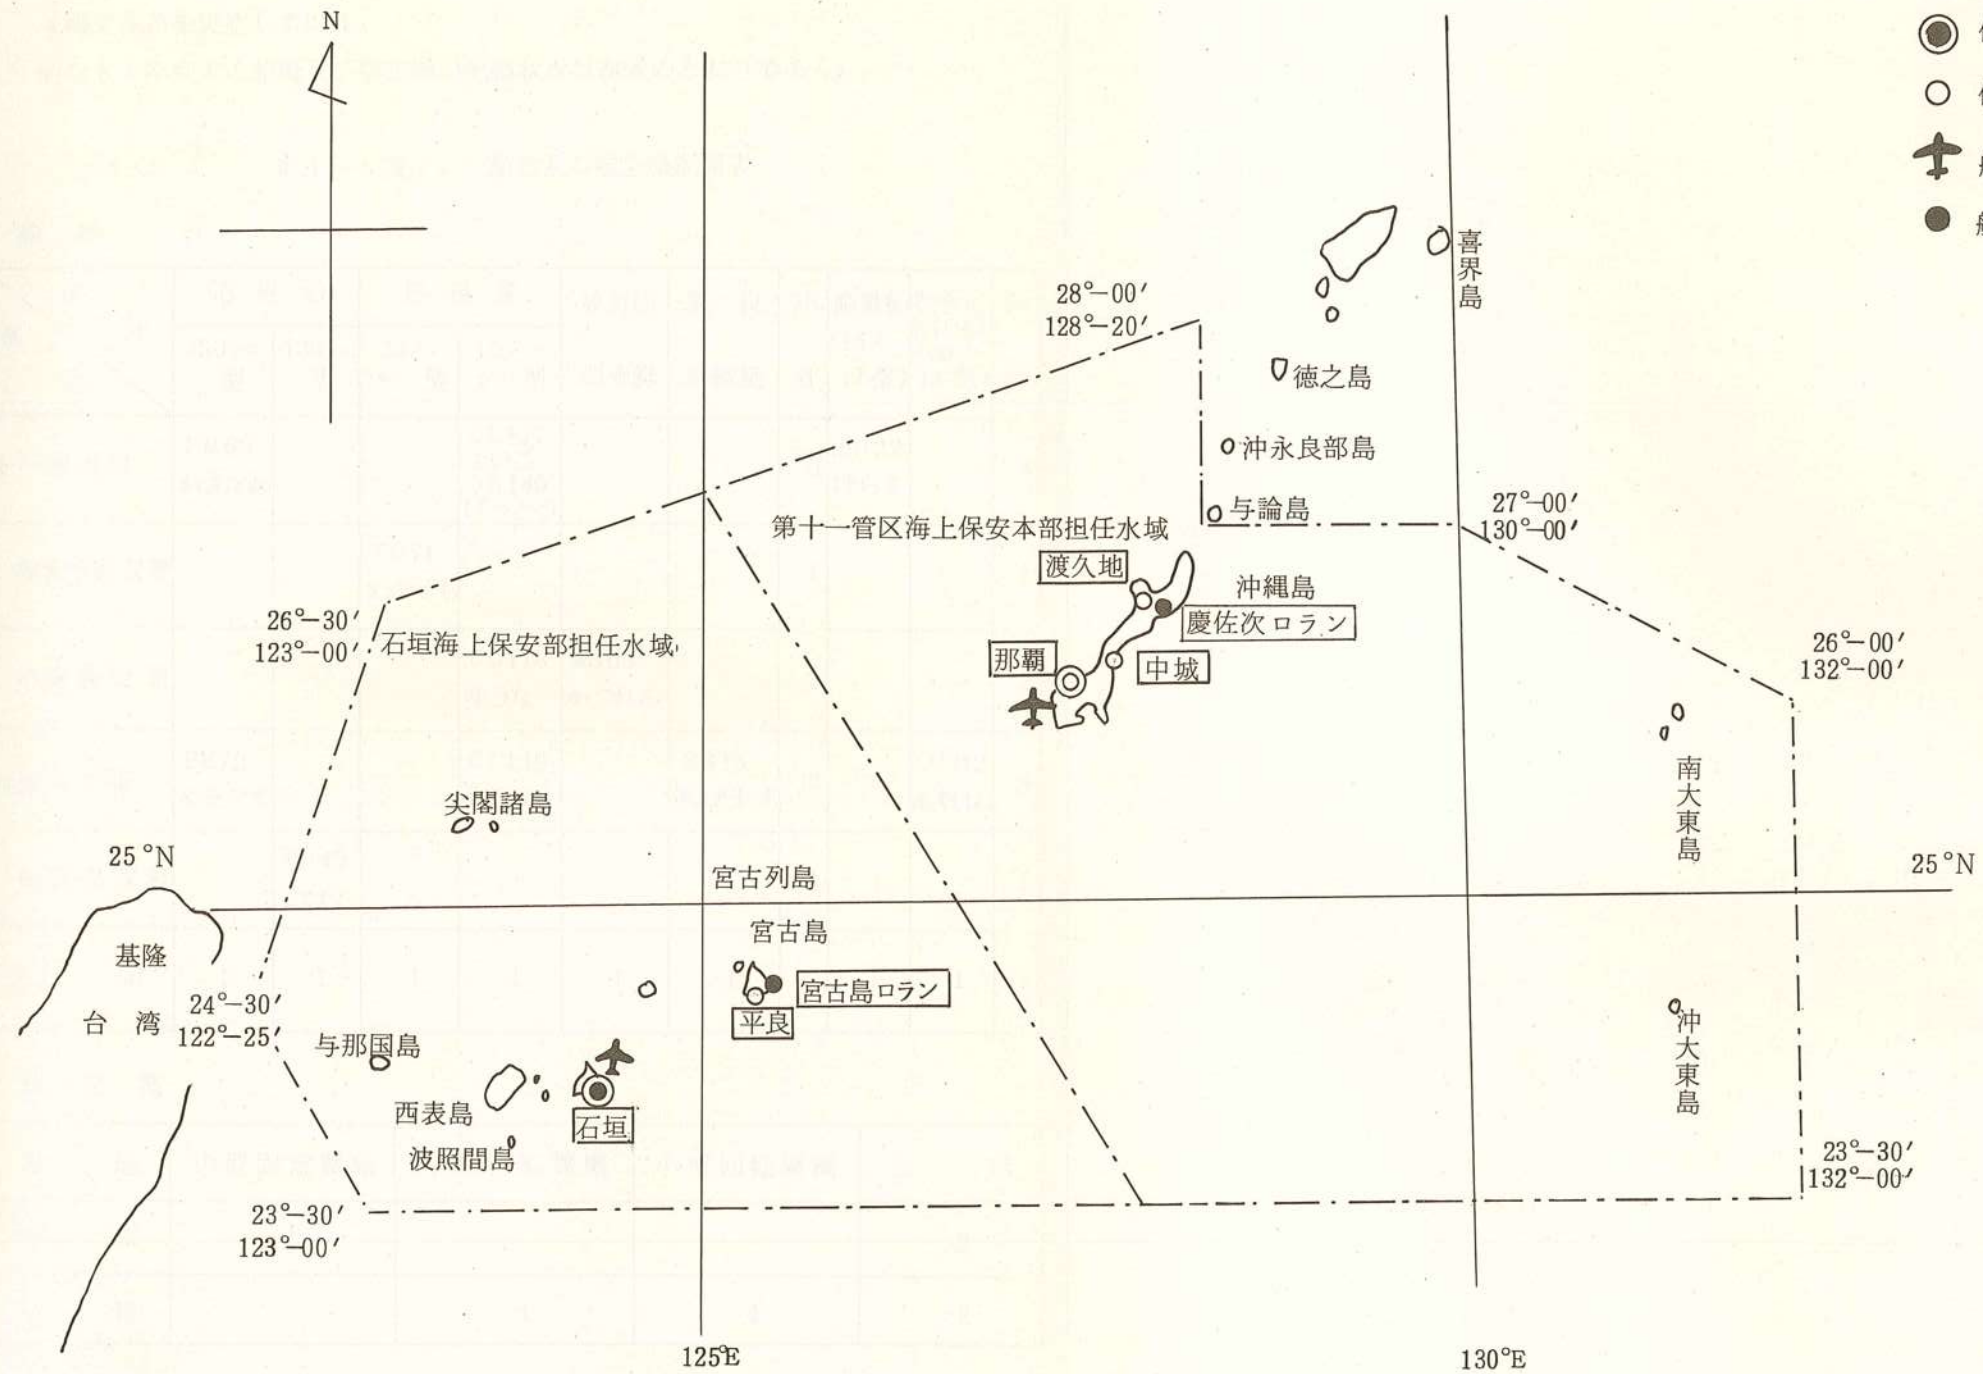 N
喜界島
28°-00′
128°-20′
徳之島
沖永良部島
与論島
27°-00′
130°-00′
第十一管区海上保安本部担任水域
渡久地
沖縄島
慶佐次ロラン
那覇
中城
26°-30′
123°-00′
石垣海上保安部担任水域
26°-00′
132°-00′
南大東島
尖閣諸島
25°N
宮古列島
25°N
宮古島
基隆
宮古島ロラン
平良
台湾
24°-30′
122°-25′
与那国島
沖大東島
西表島
石垣
波照間島
23°-30′
132°-00′
23°-30′
123°-00′
125°E
130°E